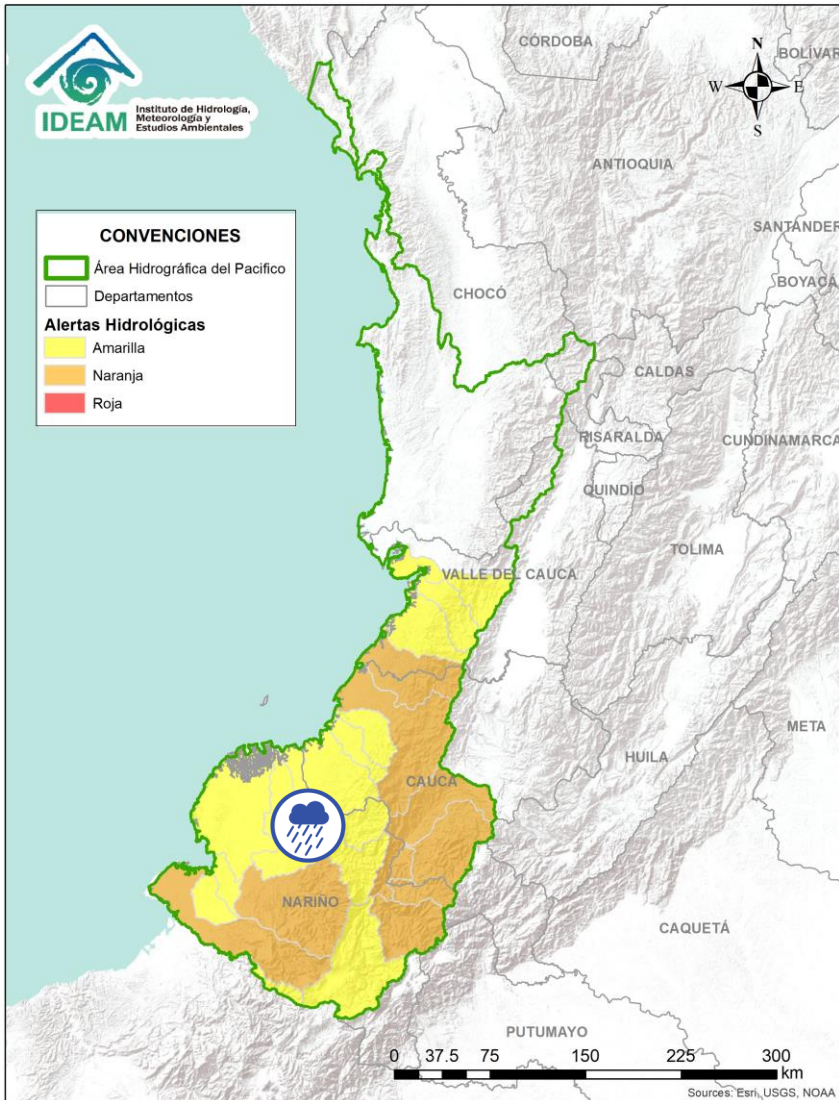 IDEAM
Instituto de Hidrología,
Meteorología y
Estudios Ambientales
CÓRDOBA
BOLÍVAR
N
W E
S
ANTIOQUIA
SANTANDER
BOYACÁ
CONVENCIONES
Área Hidrográfica del Pacifico
Departamentos
Alertas Hidrológicas
Amarilla
Naranja
Roja
CHOCÓ
CALDAS
RISARALDA
CUNDINAMARCA
QUINDÍO
TOLIMA
VALLE DEL CAUCA
META
HUILA
CAUCA
NARIÑO
CAQUETÁ
PUTUMAYO
0 37.5 75 150 225 300
km
Sources: Esri, USGS, NOAA